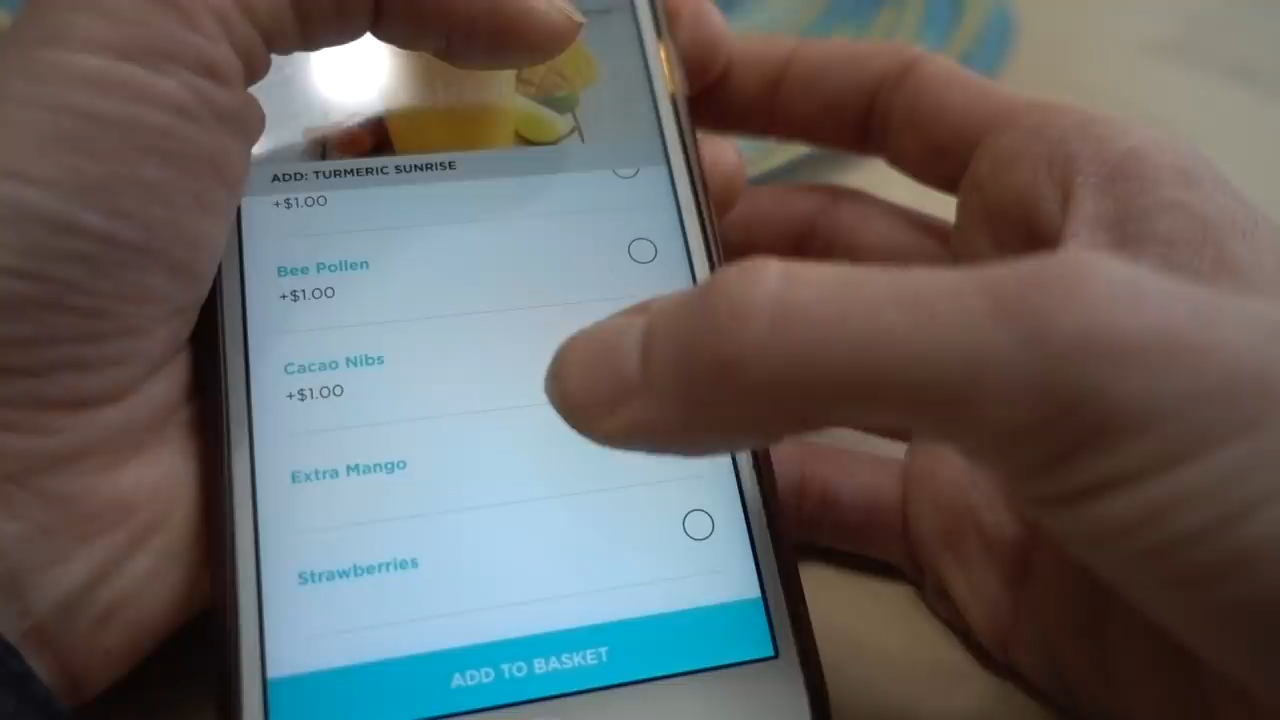 ADD: TURMERIC SUNRISE
+$1.00
Bee Pollen
+$1.00
Cacao Nibs
+$1.00
Extra Mango
Strawberries
ADD TO BASKET